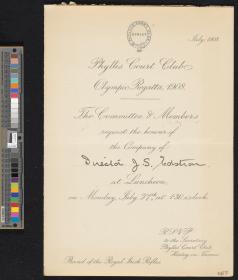 July 1908.
Phyllis Court Club.
Olympic Regatta, 1908.
The Committee & Members
request the honour of
the Company of
Director J. S.
at Luncheon,
on Monday, July 27th at 1.30 o'clock.
R.S.V.P.
to the Secretary
Phyllis Court Club,
Henley on Thames.
Band of the Royal Irish Rifles.